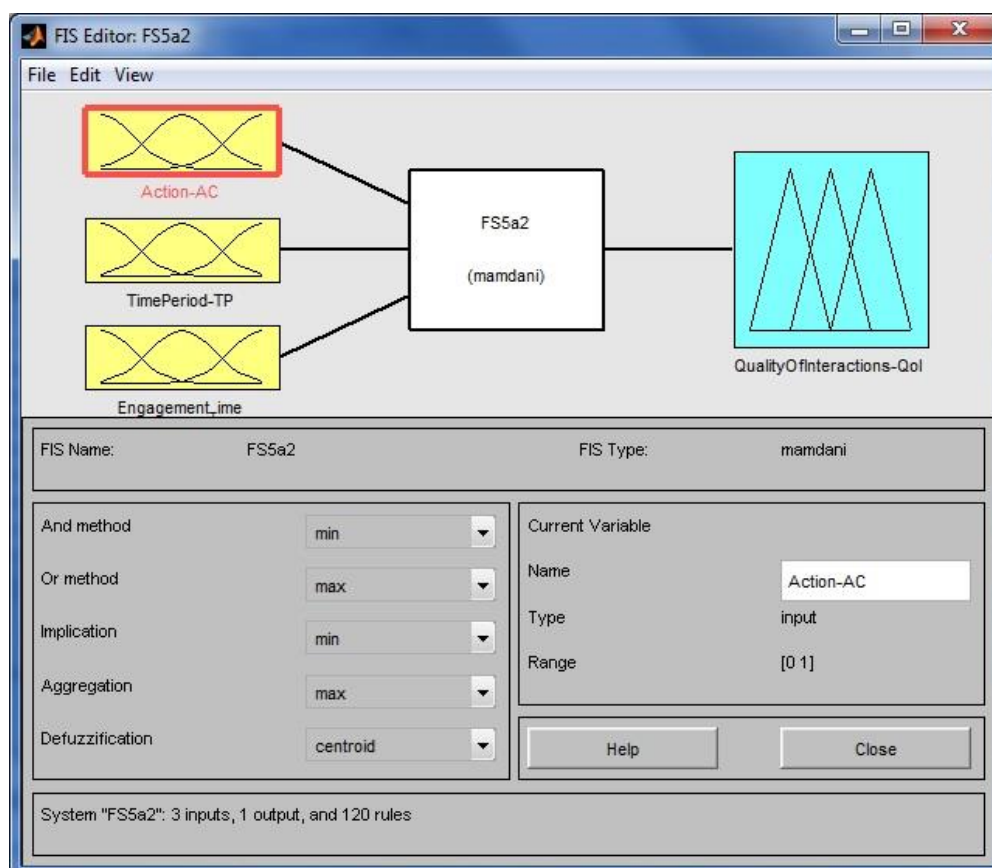 FIS Editor: FS5a2
File Edit View
Action-AC
TimePeriod-TP
Engagement,ime
FS5a2
(mamdani)
QualityOfInteractions-QoI
FIS Name: FS5a2 FIS Type: mamdani
And method min
Or method max
Implication min
Aggregation max
Defuzzification centroid
Current Variable
Name Action-AC
Type input
Range [0 1]
Help Close
System "FS5a2": 3 inputs, 1 output, and 120 rules